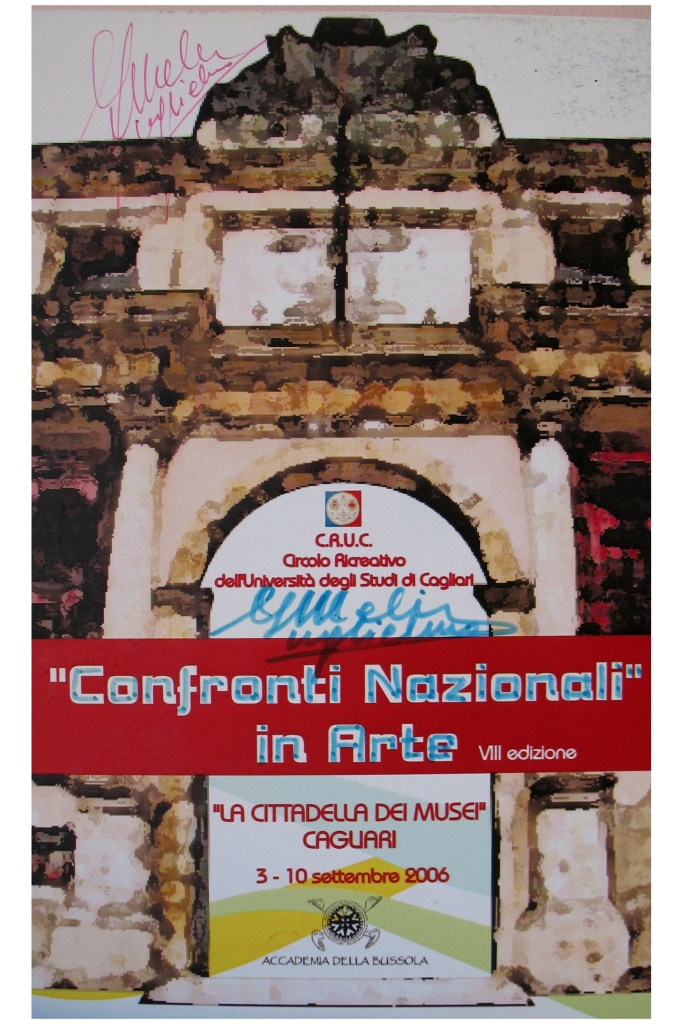 C.R.U.C.
Circolo Ricreativo
dell'Università degli Studi di Cagliari
"Confronti Nazionali"
in Arte VIII edizione
"LA CITTADELLA DEI MUSEI"
CAGLIARI
3 - 10 settembre 2006
ACCADEMIA DELLA BUSSOLA